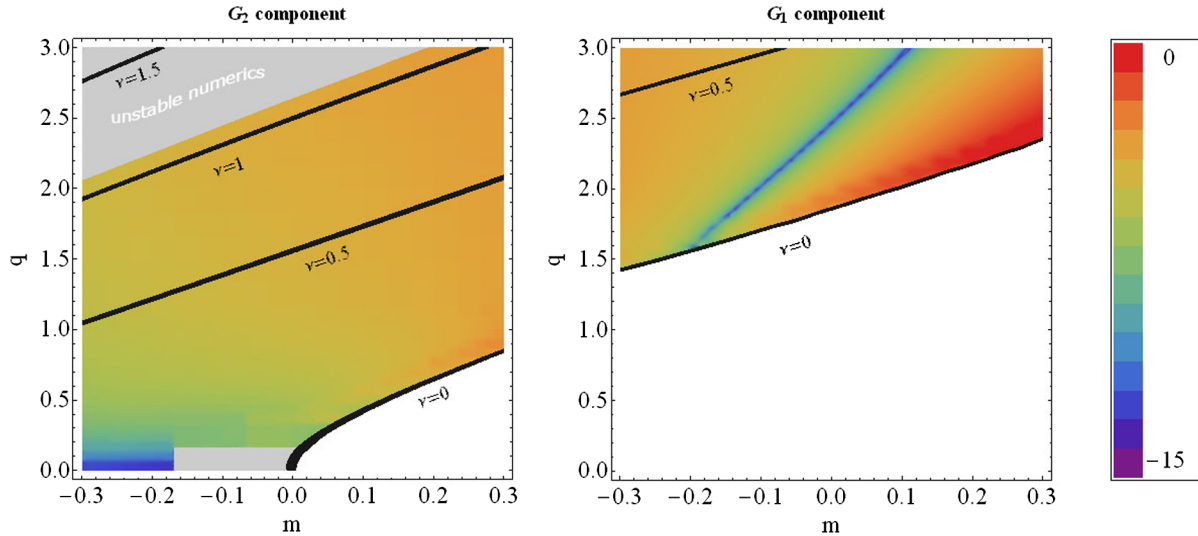 G₂ component
G₁ component
3.0
2.5
2.0
1.5
1.0
0.5
0.0
q
ν=1.5
unstable numerics
ν=1
ν=0.5
ν=0
−0.3 −0.2 −0.1 0.0 0.1 0.2 0.3
m
3.0
2.5
2.0
1.5
1.0
0.5
0.0
q
ν=0.5
ν=0
−0.3 −0.2 −0.1 0.0 0.1 0.2 0.3
m
0
−15